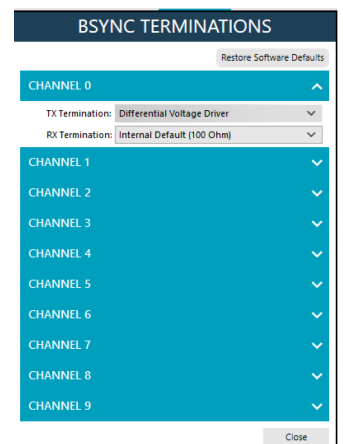 BSYNC TERMINATIONS
Restore Software Defaults
CHANNEL 0
TX Termination: Differential Voltage Driver
RX Termination: Internal Default (100 Ohm)
CHANNEL 1
CHANNEL 2
CHANNEL 3
CHANNEL 4
CHANNEL 5
CHANNEL 6
CHANNEL 7
CHANNEL 8
CHANNEL 9
Close